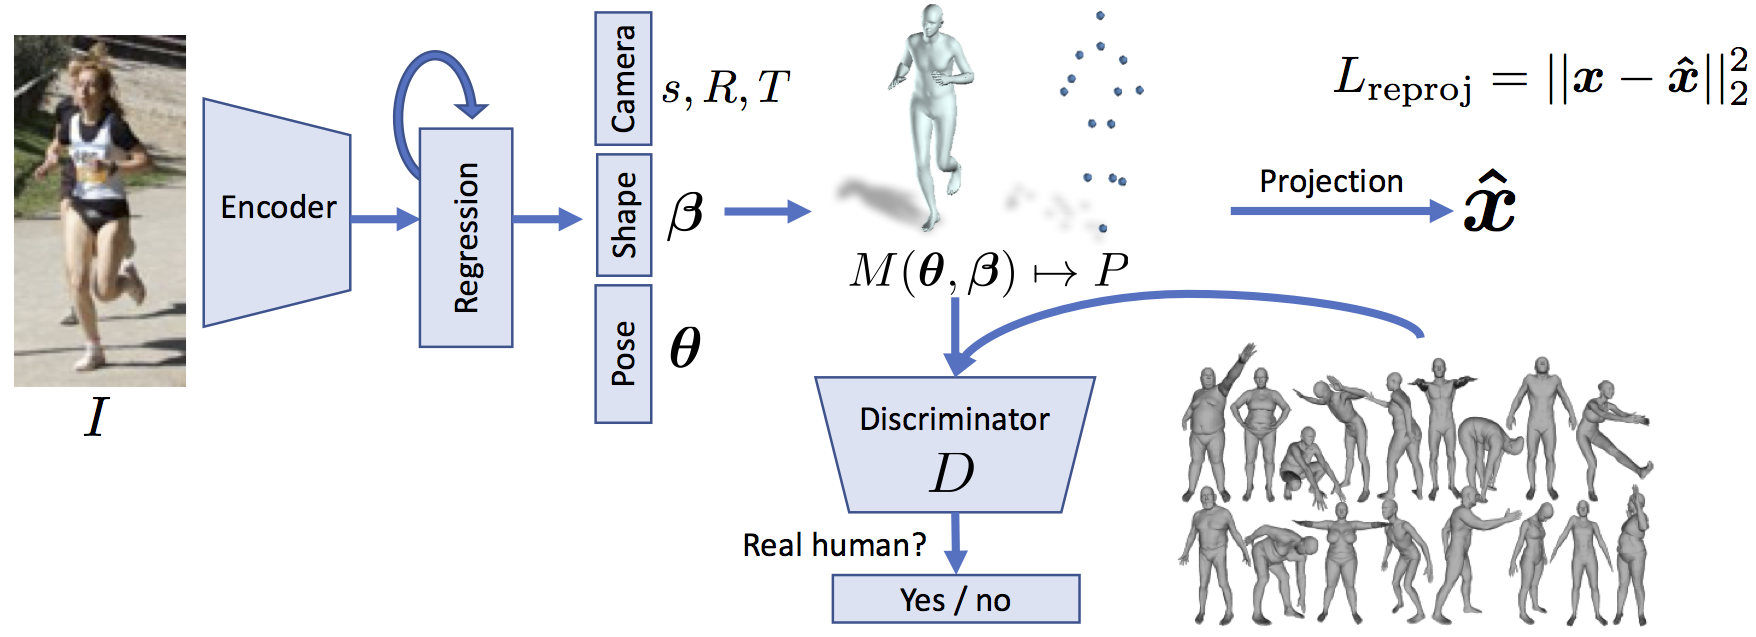 I
Encoder
Regression
Camera
s, R, T
Shape
β
Pose
θ
M(θ, β) ↦ P
L_reproj = ||x − x̂||₂²
Projection
x̂
Discriminator
D
Real human?
Yes / no